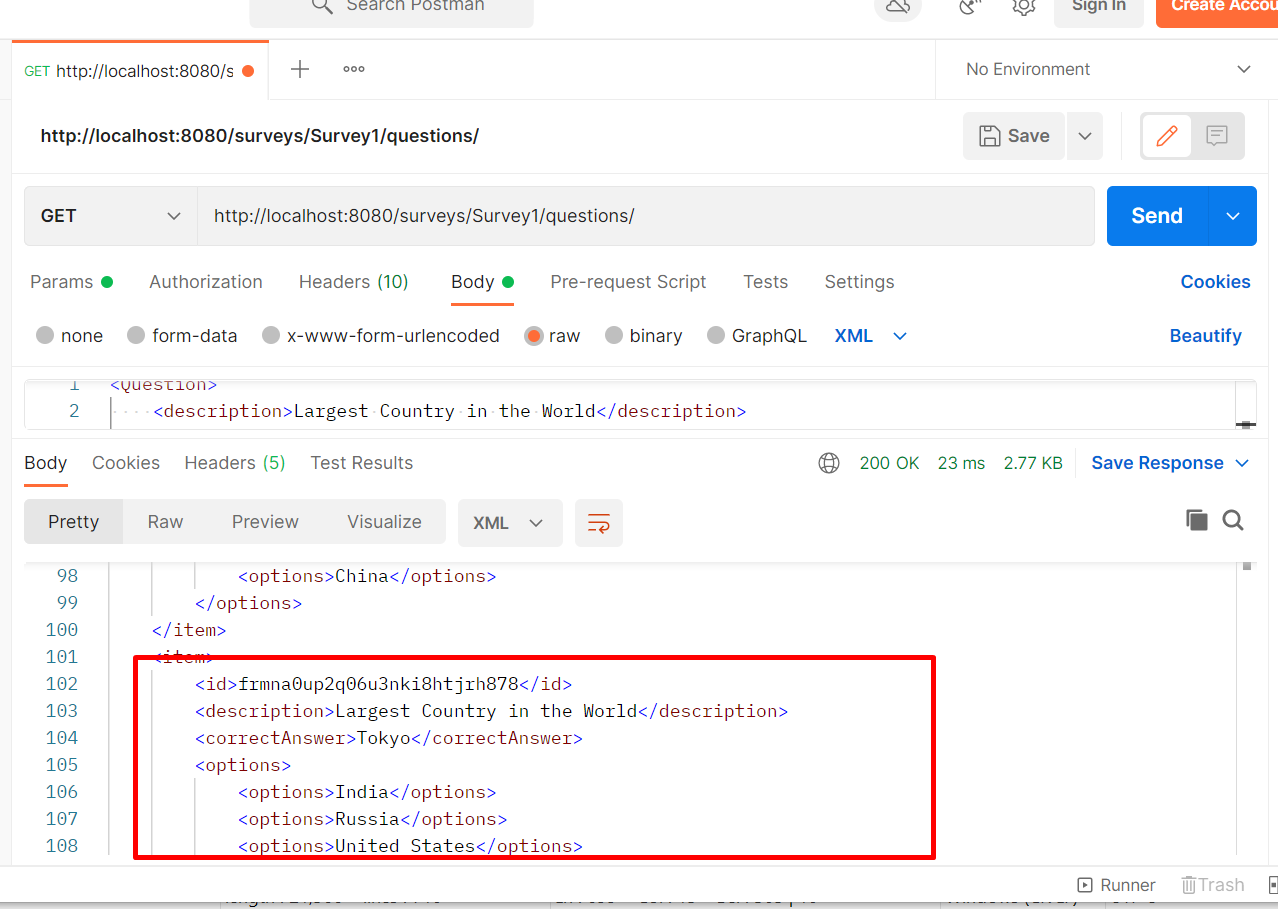 Search Postman
Sign In
Create Accou
GET http://localhost:8080/s
No Environment
http://localhost:8080/surveys/Survey1/questions/
Save
GET
http://localhost:8080/surveys/Survey1/questions/
Send
Params Authorization Headers (10) Body Pre-request Script Tests Settings Cookies
none form-data x-www-form-urlencoded raw binary GraphQL XML Beautify
1 <Question>
2 <description>Largest Country in the World</description>
Body Cookies Headers (5) Test Results 200 OK 23 ms 2.77 KB Save Response
Pretty Raw Preview Visualize XML
98 <options>China</options>
99 </options>
100 </item>
101 <item>
102 <id>frmna0up2q06u3nki8htjrh878</id>
103 <description>Largest Country in the World</description>
104 <correctAnswer>Tokyo</correctAnswer>
105 <options>
106 <options>India</options>
107 <options>Russia</options>
108 <options>United States</options>
Runner Trash